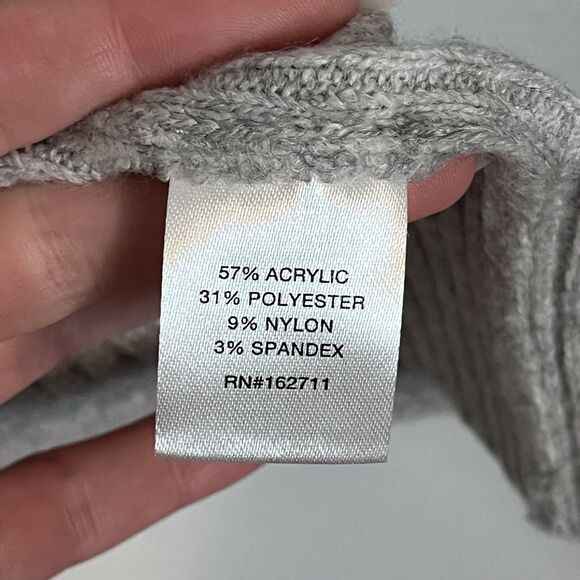 57% ACRYLIC
31% POLYESTER
9% NYLON
3% SPANDEX
RN#162711